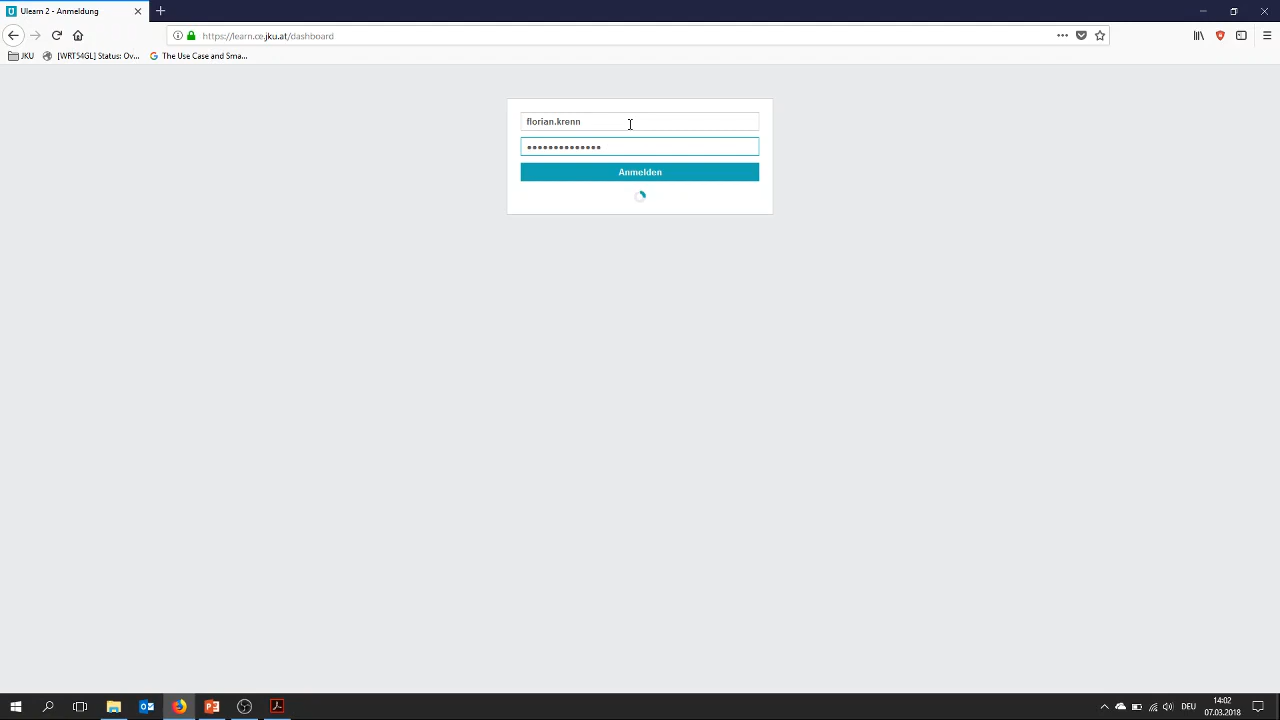 Ulearn 2 - Anmeldung
https://learn.ce.jku.at/dashboard
JKU
[WRTS4GL] Status: Ov...
The Use Case and Sma...
florian.krenn
●●●●●●●●●●●●●●
Anmelden
DEU
14:02
07.03.2018